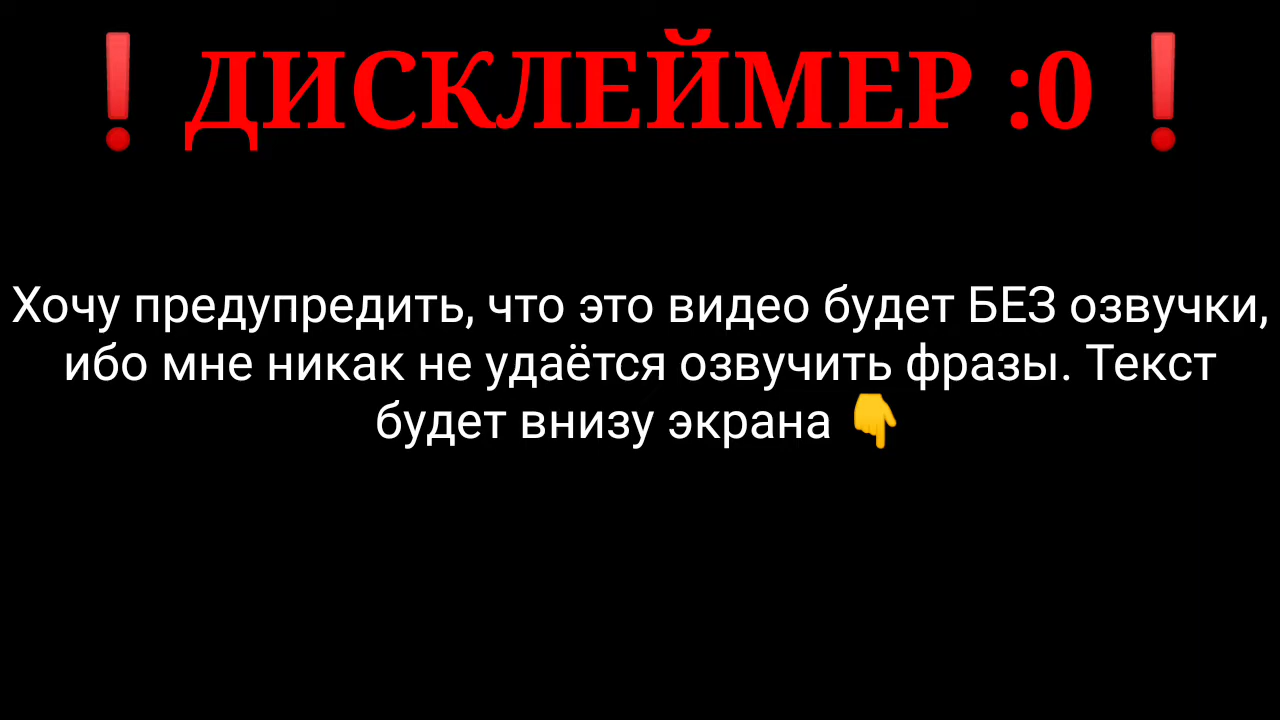 ❗ДИСКЛЕЙМЕР :0❗
Хочу предупредить, что это видео будет БЕЗ озвучки,
ибо мне никак не удаётся озвучить фразы. Текст
будет внизу экрана 👇